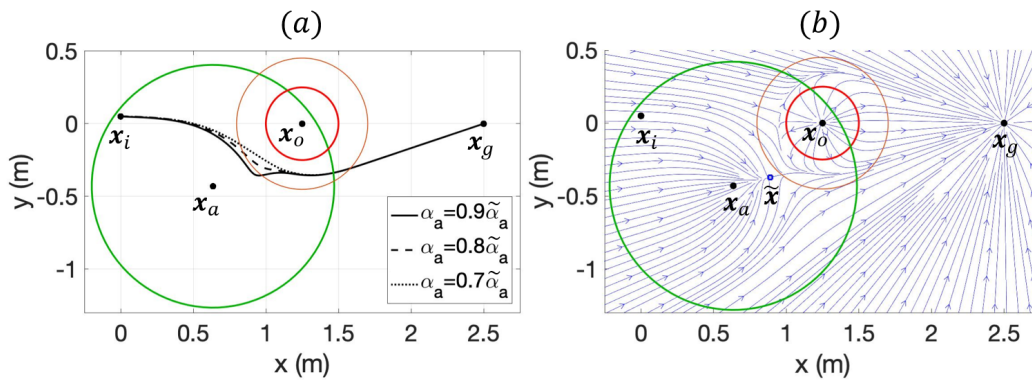 (a)
0.5
0
-0.5
-1
y (m)
x_i
x_o
x_g
x_a
α_a=0.9α̃_a
α_a=0.8α̃_a
α_a=0.7α̃_a
0 0.5 1 1.5 2 2.5
x (m)
(b)
0.5
0
-0.5
-1
y (m)
x_i
x_o
x_g
x_a
x̃
0 0.5 1 1.5 2 2.5
x (m)